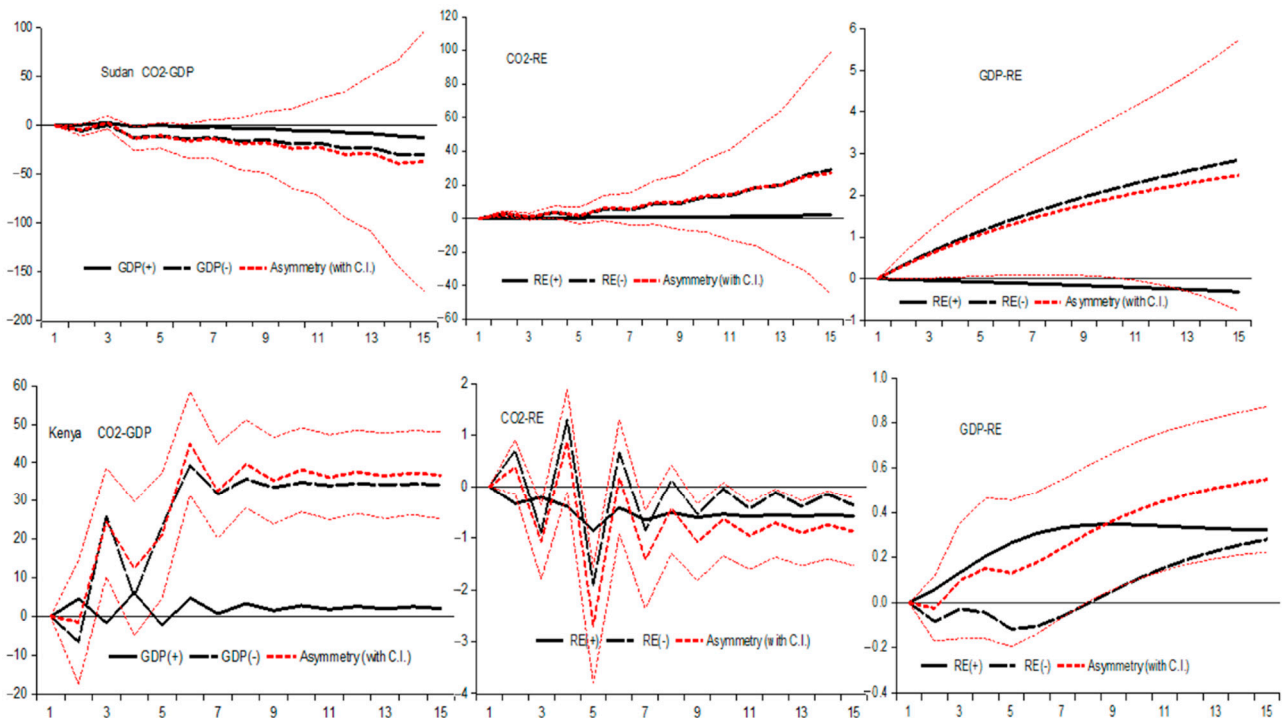 100
50
0
−50
−100
−150
−200
Sudan CO2-GDP
GDP(+) GDP(-) Asymmetry (with C.I.)
1 3 5 7 9 11 13 15
120
100
80
60
40
20
0
−20
−40
−60
CO2-RE
RE(+) RE(-) Asymmetry (with C.I.)
1 3 5 7 9 11 13 15
6
5
4
3
2
1
0
−1
GDP-RE
RE(+) RE(-) Asymmetry (with C.I.)
1 3 5 7 9 11 13 15
60
50
40
30
20
10
0
−10
−20
Kenya CO2-GDP
GDP(+) GDP(-) Asymmetry (with C.I.)
1 3 5 7 9 11 13 15
2
1
0
−1
−2
−3
−4
CO2-RE
RE(+) RE(-) Asymmetry (with C.I.)
1 3 5 7 9 11 13 15
1.0
0.8
0.6
0.4
0.2
0.0
−0.2
−0.4
GDP-RE
RE(+) RE(-) Asymmetry (with C.I.)
1 3 5 7 9 11 13 15